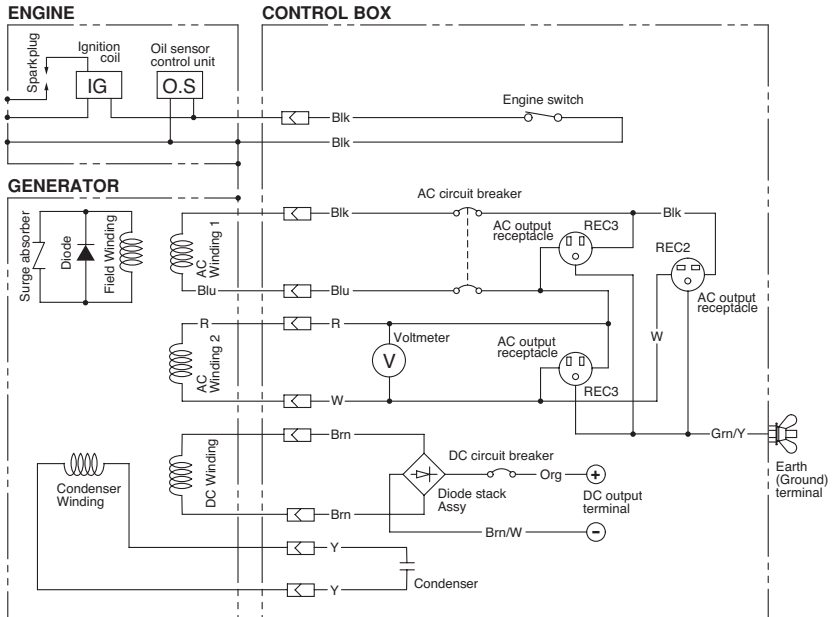 ENGINE
CONTROL BOX
Spark plug
Ignition
coil
IG
Oil sensor
control unit
O.S
Engine switch
Blk
Blk
GENERATOR
Surge absorber
Diode
Field Winding
AC
Winding 1
Blk
AC circuit breaker
AC output
receptacle
REC3
Blk
REC2
AC output
receptacle
Blu
Blu
R
R
AC
Winding 2
Voltmeter
V
AC output
receptacle
REC3
W
W
Grn/Y
Earth
(Ground)
terminal
Condenser
Winding
DC Winding
Brn
DC circuit breaker
Org
+
DC output
terminal
Diode stack
Assy
Brn
Brn/W
−
Y
Y
Condenser